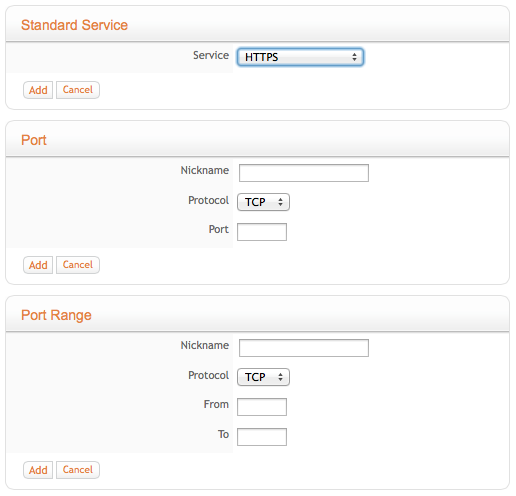 Standard Service
Service HTTPS
Add Cancel
Port
Nickname
Protocol TCP
Port
Add Cancel
Port Range
Nickname
Protocol TCP
From
To
Add Cancel